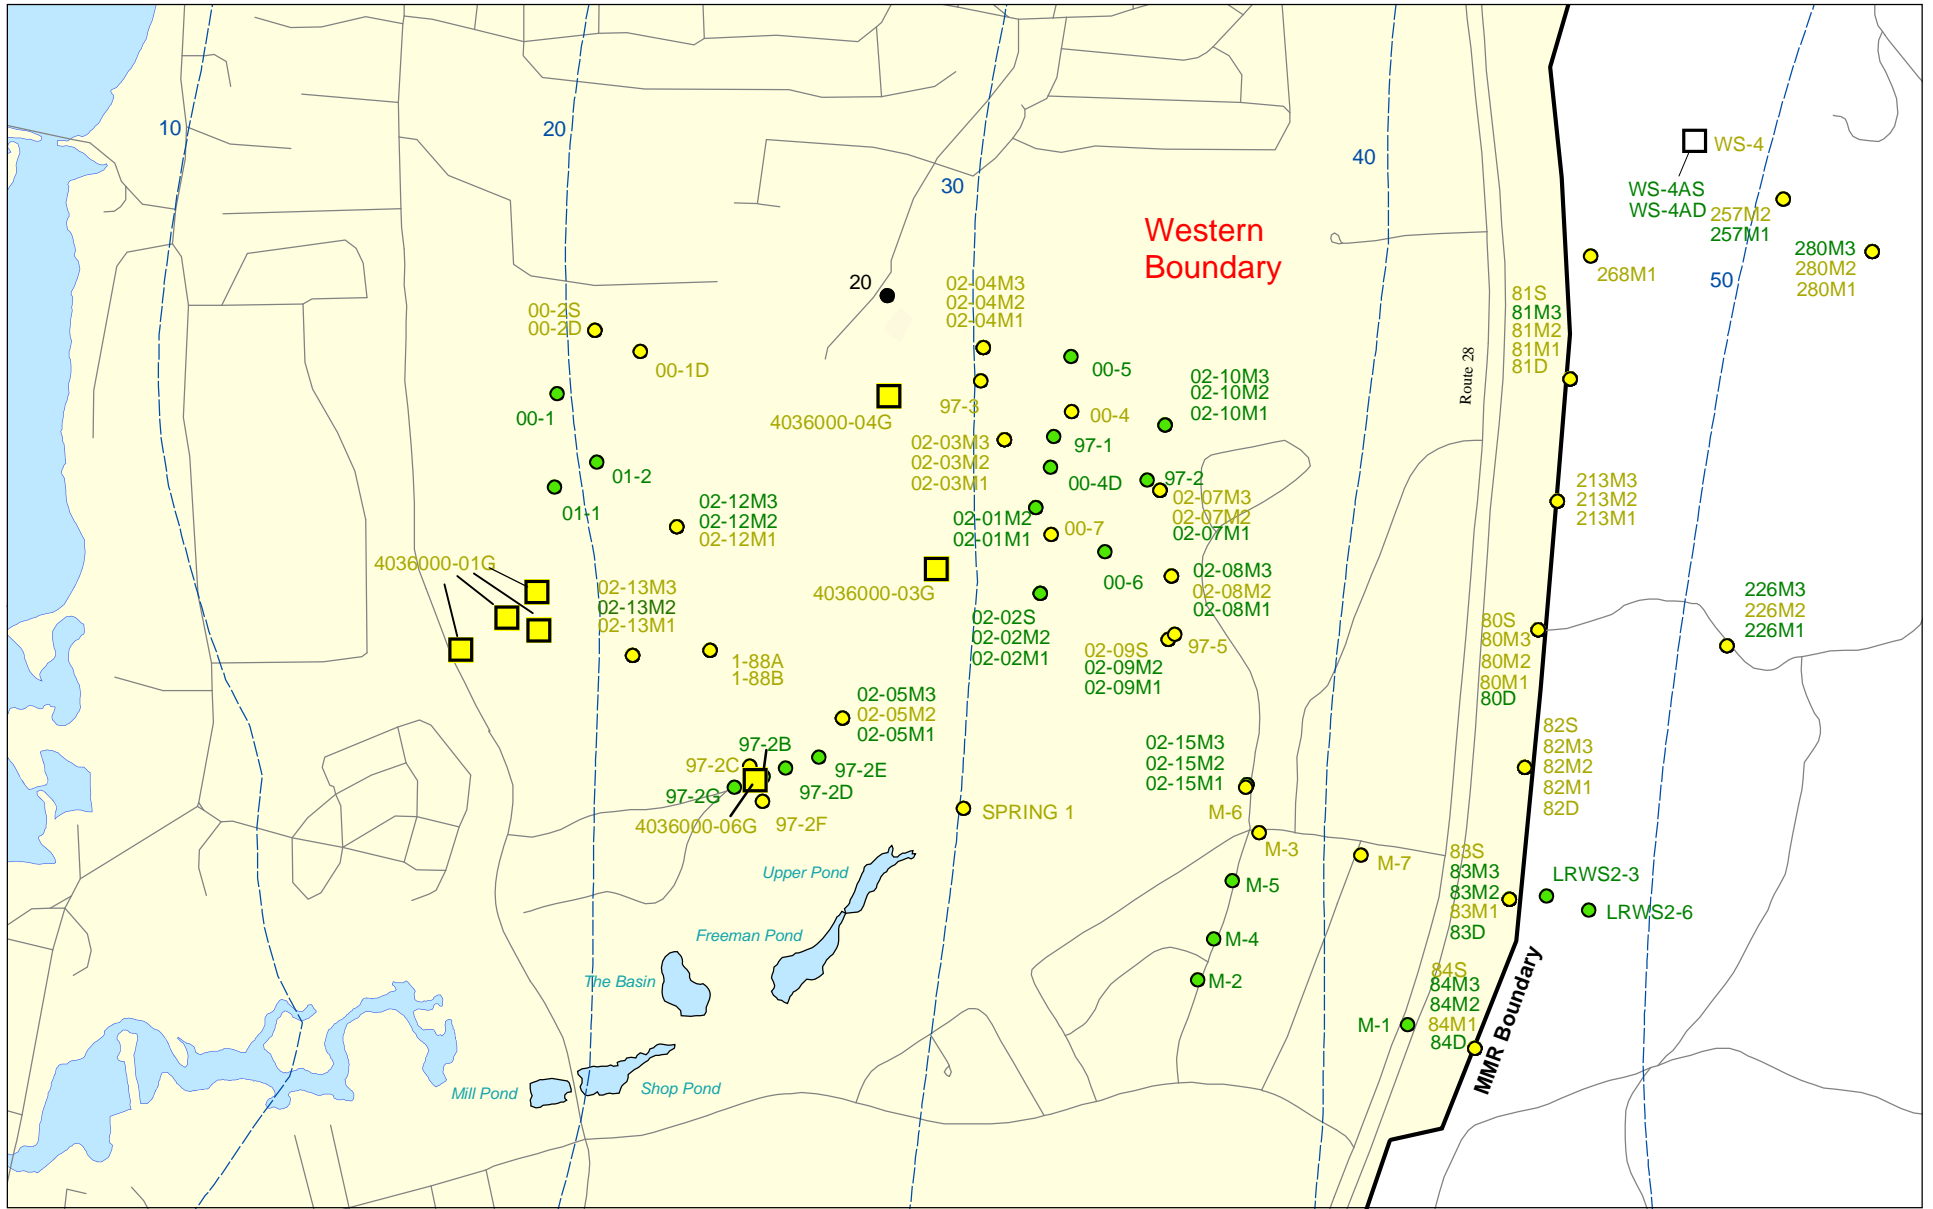 10
20
30
40
50
Western
Boundary
WS-4
WS-4AS
WS-4AD
257M2
257M1
280M3
280M2
280M1
268M1
20
02-04M3
02-04M2
02-04M1
00-2S
00-2D
00-1D
00-1
81S
81M3
81M2
81M1
81D
Route 28
00-5
97-3
00-4
4036000-04G
02-10M3
02-10M2
02-10M1
97-1
02-03M3
02-03M2
02-03M1
00-4D
97-2
02-07M3
02-07M2
02-07M1
01-2
01-1
02-12M3
02-12M2
02-12M1
02-01M2
02-01M1
00-7
00-6
213M3
213M2
213M1
4036000-01G
4036000-03G
02-13M3
02-13M2
02-13M1
02-08M3
02-08M2
02-08M1
02-02S
02-02M2
02-02M1
97-5
02-09S
02-09M2
02-09M1
80S
80M3
80M2
80M1
80D
226M3
226M2
226M1
1-88A
1-88B
02-05M3
02-05M2
02-05M1
97-2B
97-2C
97-2E
97-2D
97-2G
97-2F
4036000-06G
02-15M3
02-15M2
02-15M1
82S
82M3
82M2
82M1
82D
SPRING 1
M-6
M-3
M-7
M-5
M-4
M-2
M-1
83S
83M3
83M2
83M1
83D
LRWS2-3
LRWS2-6
84S
84M3
84M2
84M1
84D
MMR Boundary
Upper Pond
Freeman Pond
The Basin
Mill Pond
Shop Pond